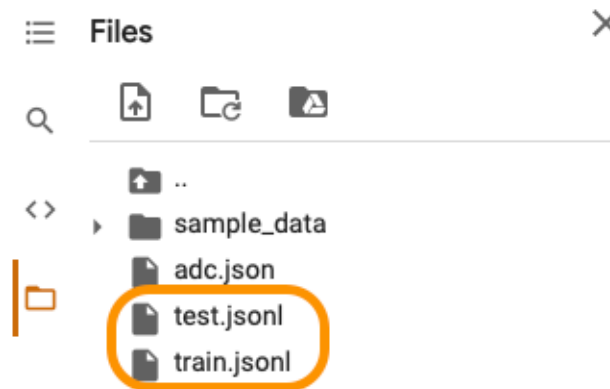 Files
..
sample_data
adc.json
test.jsonl
train.jsonl